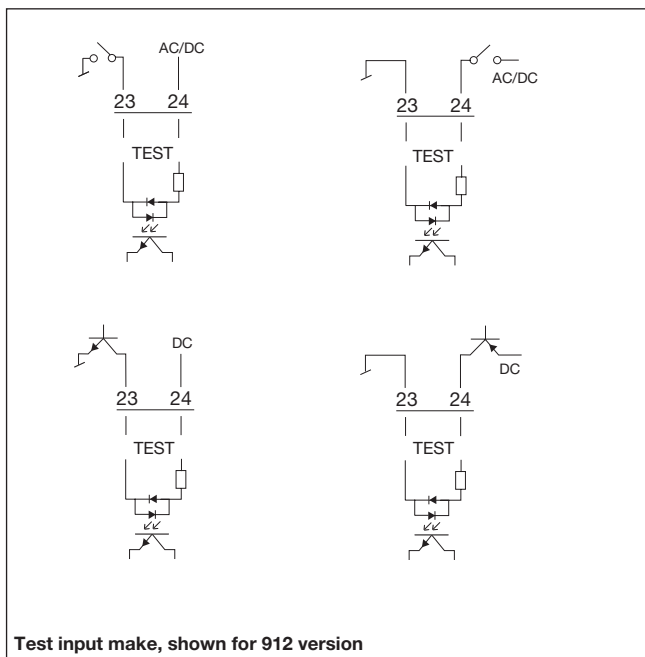 AC/DC
23 24
TEST
AC/DC
23 24
TEST
DC
23 24
TEST
DC
23 24
TEST
Test input make, shown for 912 version